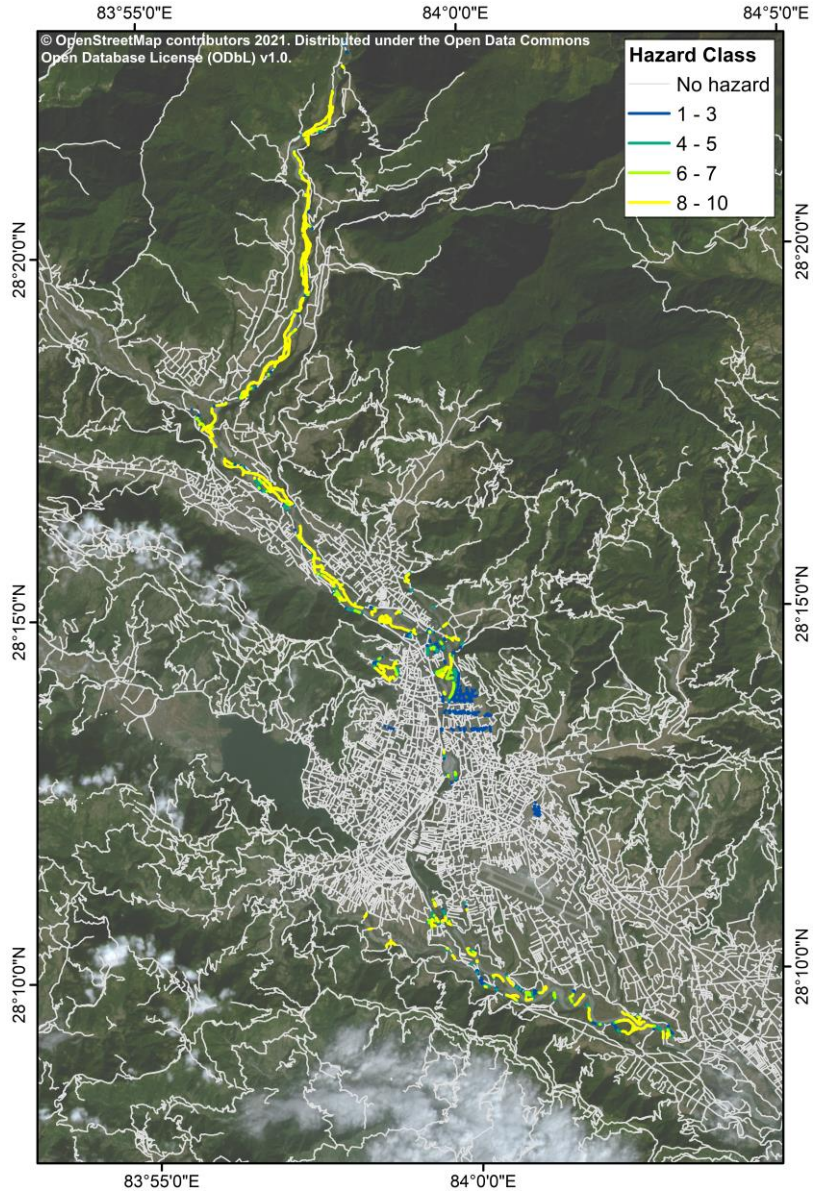 83°55'0"E 84°0'0"E 84°5'0"E
© OpenStreetMap contributors 2021. Distributed under the Open Data Commons
Open Database License (ODbL) v1.0.
Hazard Class
No hazard
1 - 3
4 - 5
6 - 7
8 - 10
28°20'0"N 28°20'0"N
28°15'0"N 28°15'0"N
28°10'0"N 28°10'0"N
83°55'0"E 84°0'0"E